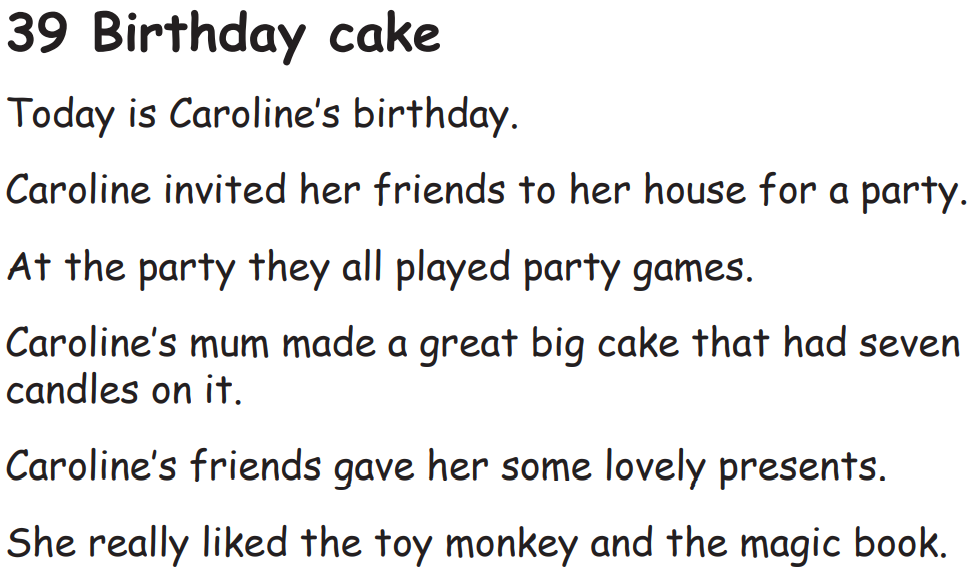 39 Birthday cake
Today is Caroline's birthday.
Caroline invited her friends to her house for a party.
At the party they all played party games.
Caroline's mum made a great big cake that had seven
candles on it.
Caroline's friends gave her some lovely presents.
She really liked the toy monkey and the magic book.